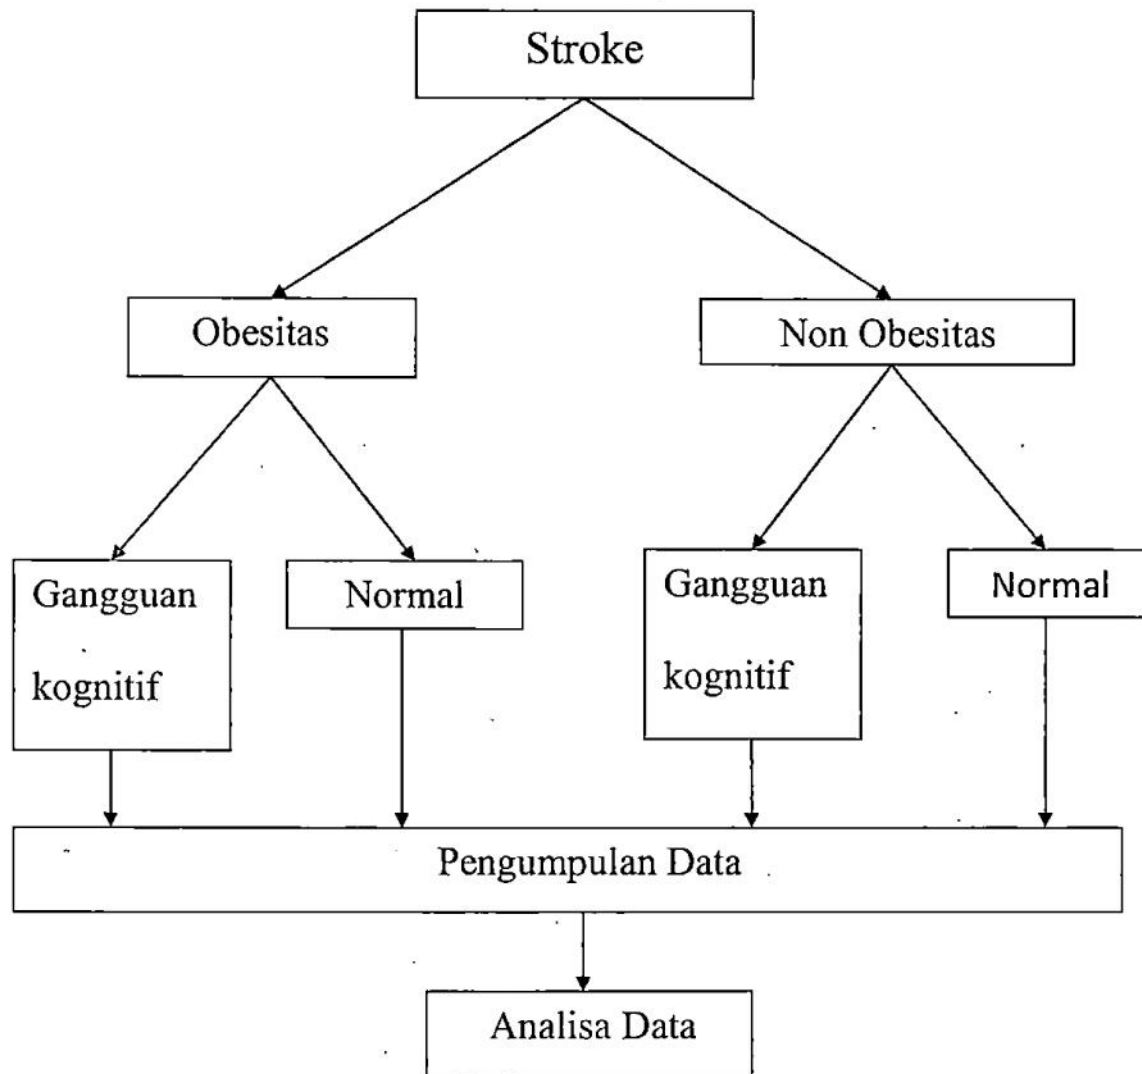 Stroke
Obesitas
Non Obesitas
Gangguan
kognitif
Normal
Gangguan
kognitif
Normal
Pengumpulan Data
Analisa Data